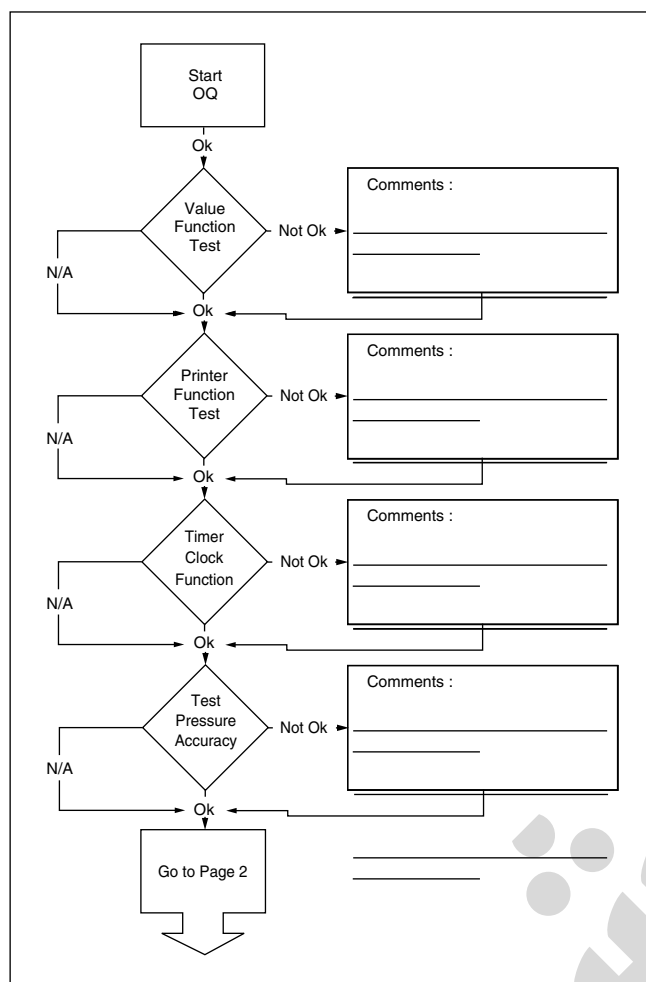 Start
OQ
Ok
Value
Function
Test
Not Ok
Comments :
N/A
Ok
Printer
Function
Test
Not Ok
Comments :
N/A
Ok
Timer
Clock
Function
Not Ok
Comments :
N/A
Ok
Test
Pressure
Accuracy
Not Ok
Comments :
N/A
Ok
Go to Page 2